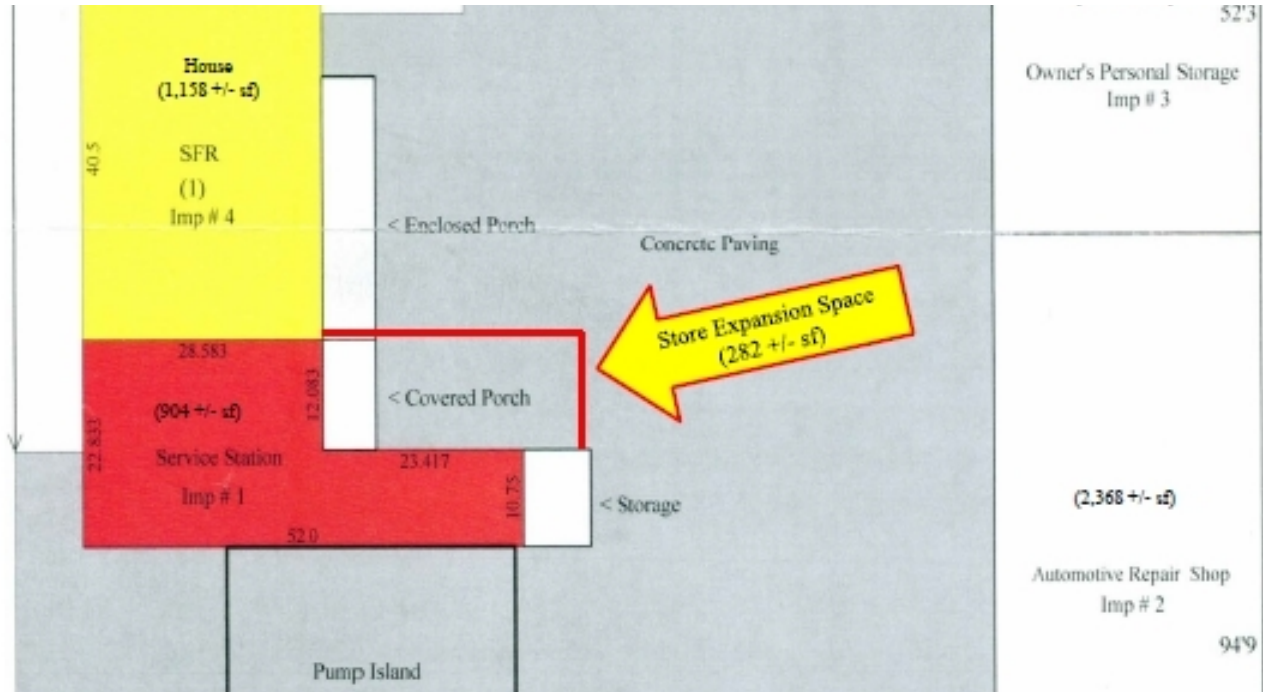 House
(1,158 +/- sf)
40.5
SFR
(1)
Imp # 4
< Enclosed Porch
Concrete Paving
52'3
Owner's Personal Storage
Imp # 3
Store Expansion Space
(282 +/- sf)
28.583
12.083
(904 +/- sf)
22.833
Service Station
Imp # 1
< Covered Porch
23.417
10.75
52.0
< Storage
Pump Island
(2,368 +/- sf)
Automotive Repair Shop
Imp # 2
94'9